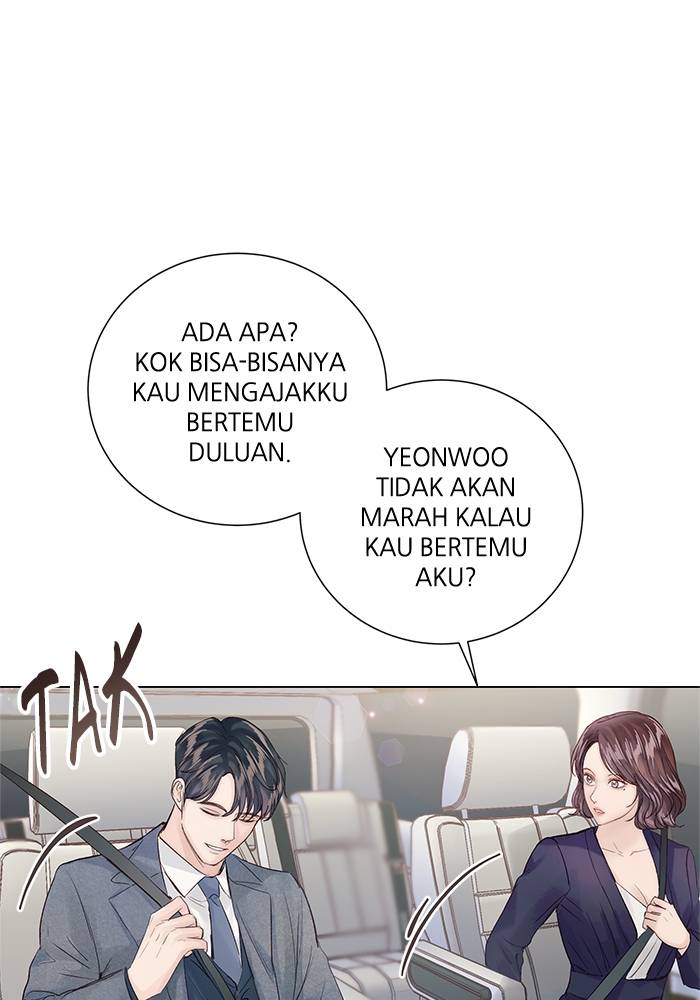 ADA APA?
KOK BISA-BISANYA
KAU MENGAJAKKU
BERTEMU
DULUAN.
YEONWOO
TIDAK AKAN
MARAH KALAU
KAU BERTEMU
AKU?
TAK